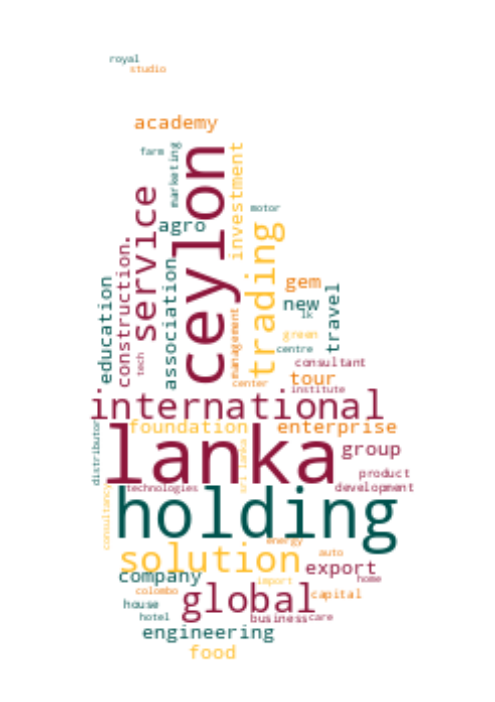 royal
studio
academy
farm
marketing
ceylon
investment
service
motor
agro
trading
construction
association
education
gem
travel
new
lk
management
green
tech
centre
consultant
center
tour
institute
international
foundation
enterprise
lanka
distributor
sri lanka
group
product
technologies
development
holding
consultancy
energy
solution
auto
export
company
import
home
colombo
capital
global
house
hotel
business
care
engineering
food